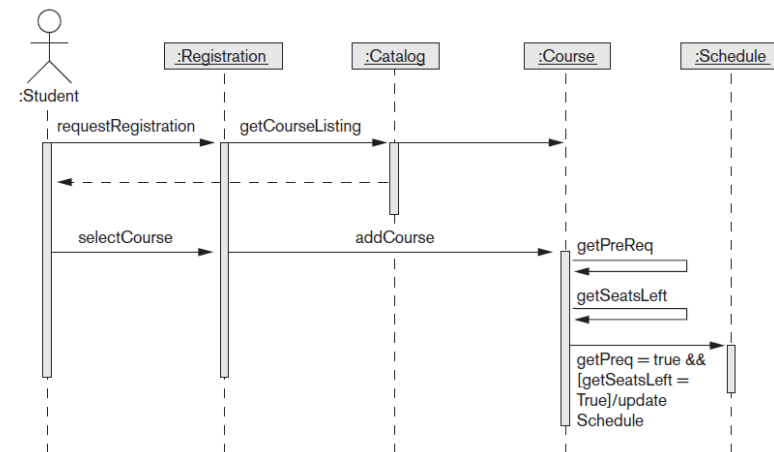 :Registration
:Catalog
:Course
:Schedule
:Student
requestRegistration
getCourseListing
selectCourse
addCourse
getPreReq
getSeatsLeft
getPreq = true &&
[getSeatsLeft =
True]/update
Schedule